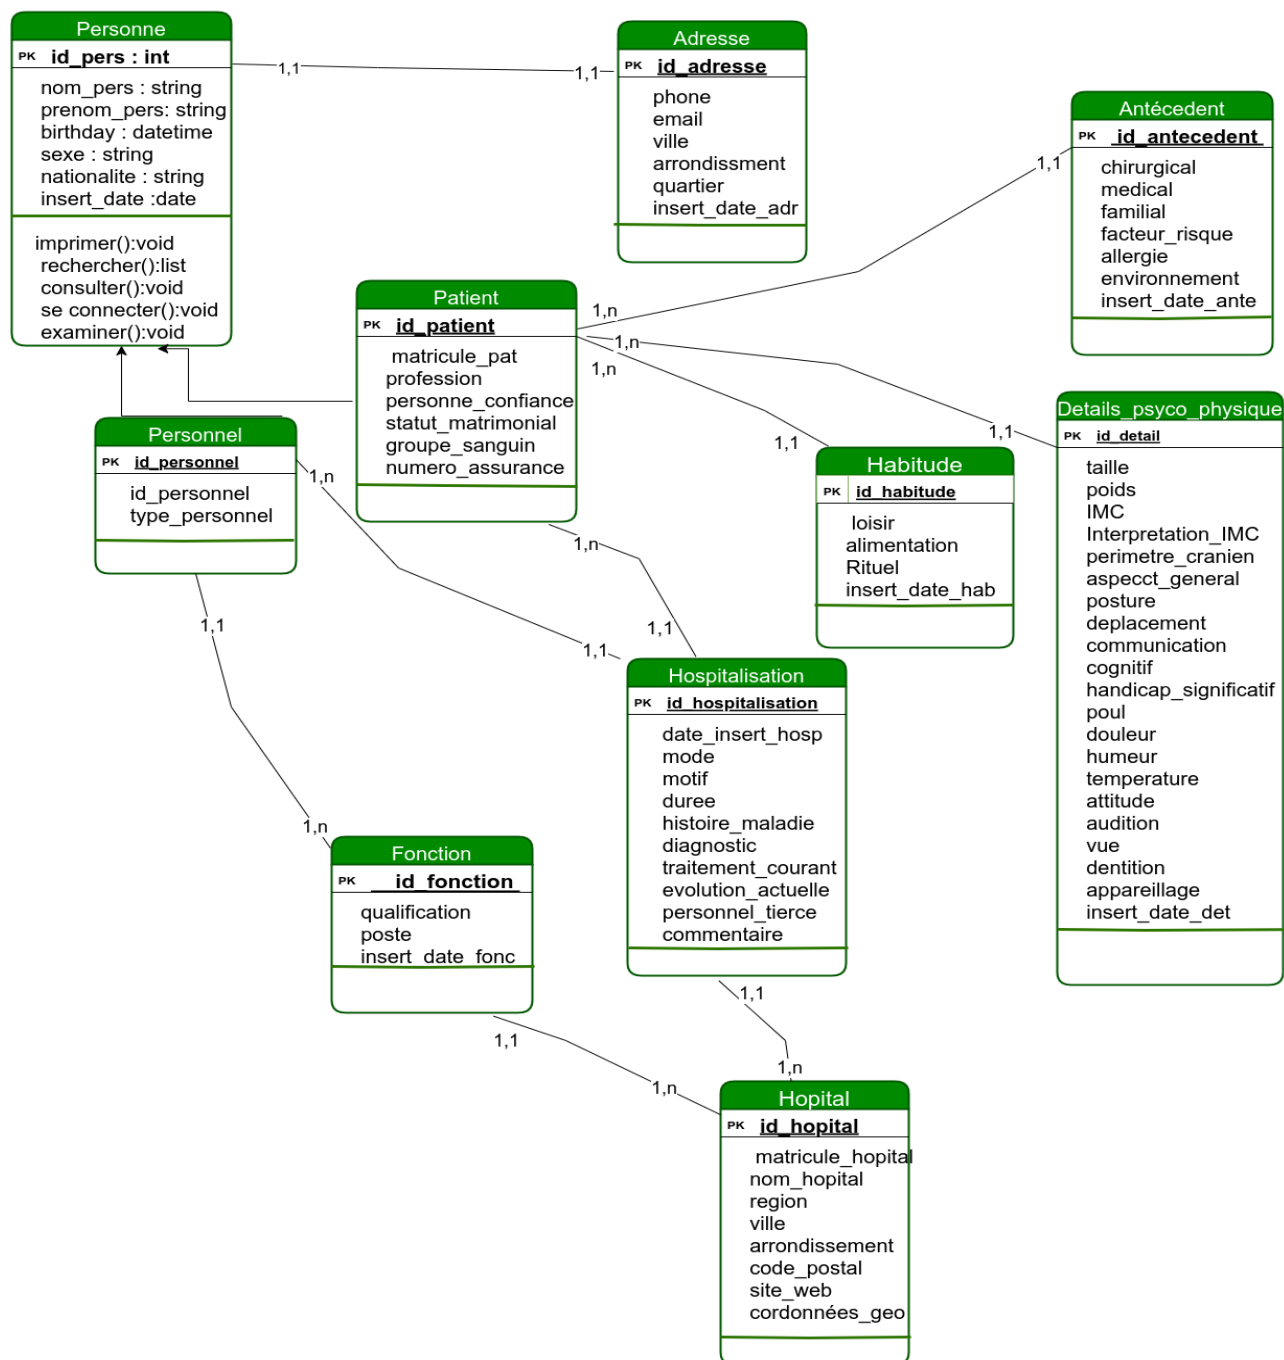 Personne
PK id_pers : int
nom_pers : string
prenom_pers: string
birthday : datetime
sexe : string
nationalite : string
insert_date :date
imprimer():void
rechercher():list
consulter():void
se connecter():void
examiner():void
1,1
1,1
Adresse
PK id_adresse
phone
email
ville
arrondissment
quartier
insert_date_adr
Antécedent
PK _id_antecedent_
chirurgical
medical
familial
facteur_risque
allergie
environnement
insert_date_ante
1,1
1,n
1,n
1,n
Patient
PK id_patient
matricule_pat
profession
personne_confiance
statut_matrimonial
groupe_sanguin
numero_assurance
1,1
1,1
Details_psyco_physique
PK id_detail
taille
poids
IMC
Interpretation_IMC
perimetre_cranien
aspecct_general
posture
deplacement
communication
cognitif
handicap_significatif
poul
douleur
humeur
temperature
attitude
audition
vue
dentition
appareillage
insert_date_det
Personnel
PK id_personnel
id_personnel
type_personnel
1,n
1,n
Habitude
PK id_habitude
loisir
alimentation
Rituel
insert_date_hab
1,1
1,1
1,1
Hospitalisation
PK id_hospitalisation
date_insert_hosp
mode
motif
duree
histoire_maladie
diagnostic
traitement_courant
evolution_actuelle
personnel_tierce
commentaire
1,n
Fonction
PK _id_fonction_
qualification
poste
insert_date_fonc
1,1
1,1
1,n
1,n
Hopital
PK id_hopital
matricule_hopital
nom_hopital
region
ville
arrondissement
code_postal
site_web
cordonnées_geo